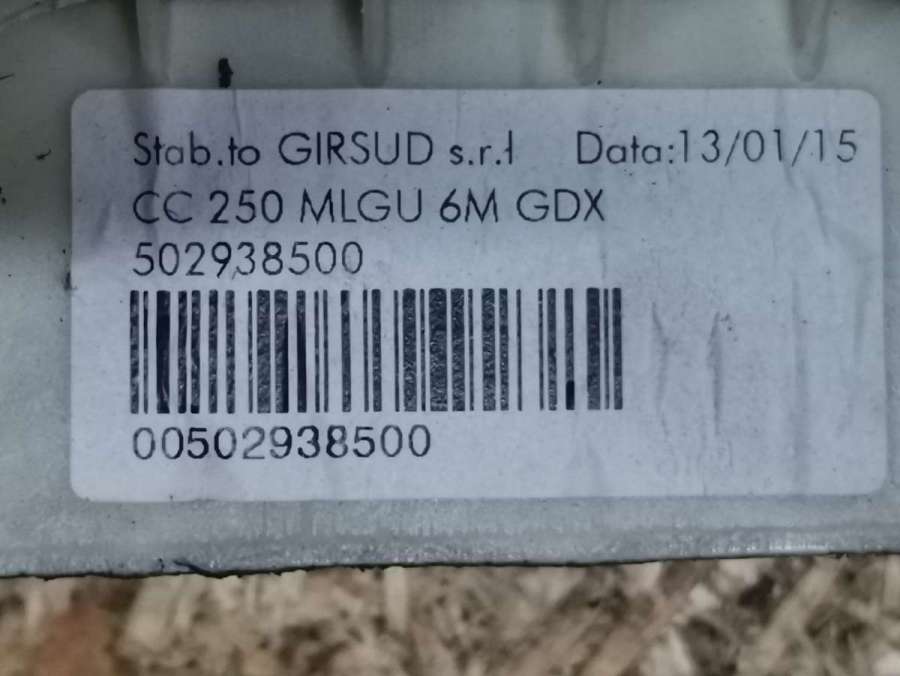 Stab.to GIRSUD s.r.l Data:13/01/15
CC 250 MLGU 6M GDX
502938500
00502938500